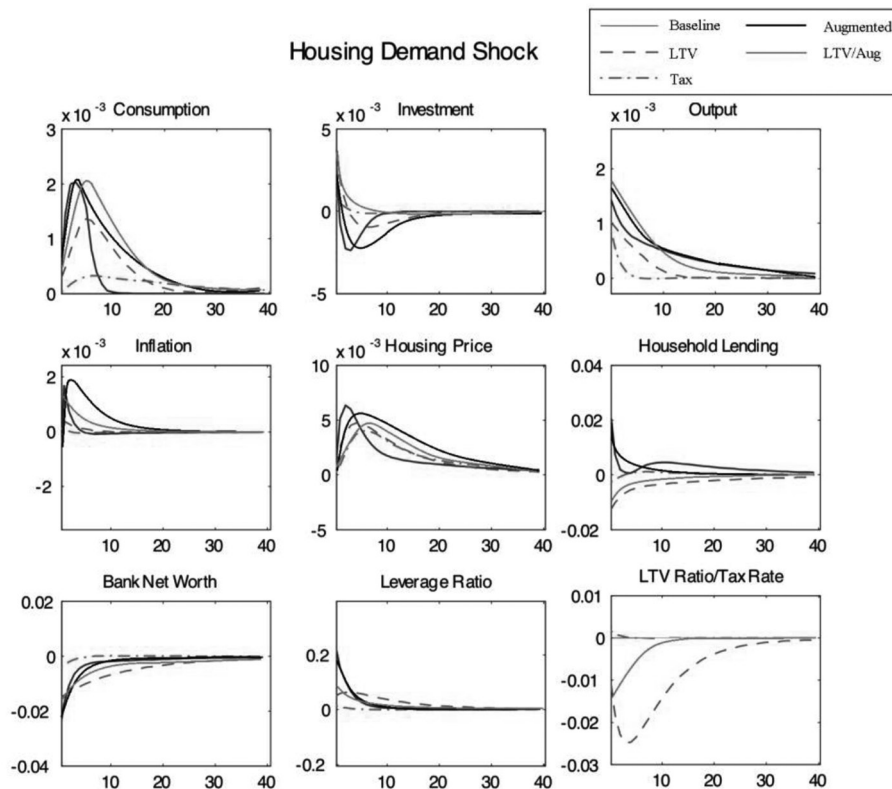 Baseline Augmented
LTV LTV/Aug
Tax
Housing Demand Shock
x 10 -3 Consumption
Investment
x 10 -3
Output
x 10 -3
3
2
1
0
10 20 30 40
5
0
-5
10 20 30 40
2
1
0
10 20 30 40
Inflation
x 10 -3
x 10 -3 Housing Price
Household Lending
2
0
-2
10 20 30 40
10
5
0
-5
10 20 30 40
0.04
0.02
0
-0.02
10 20 30 40
Bank Net Worth
Leverage Ratio
LTV Ratio/Tax Rate
0.02
0
-0.02
-0.04
10 20 30 40
0.2
0
-0.2
10 20 30 40
0.01
0
-0.01
-0.02
-0.03
10 20 30 40